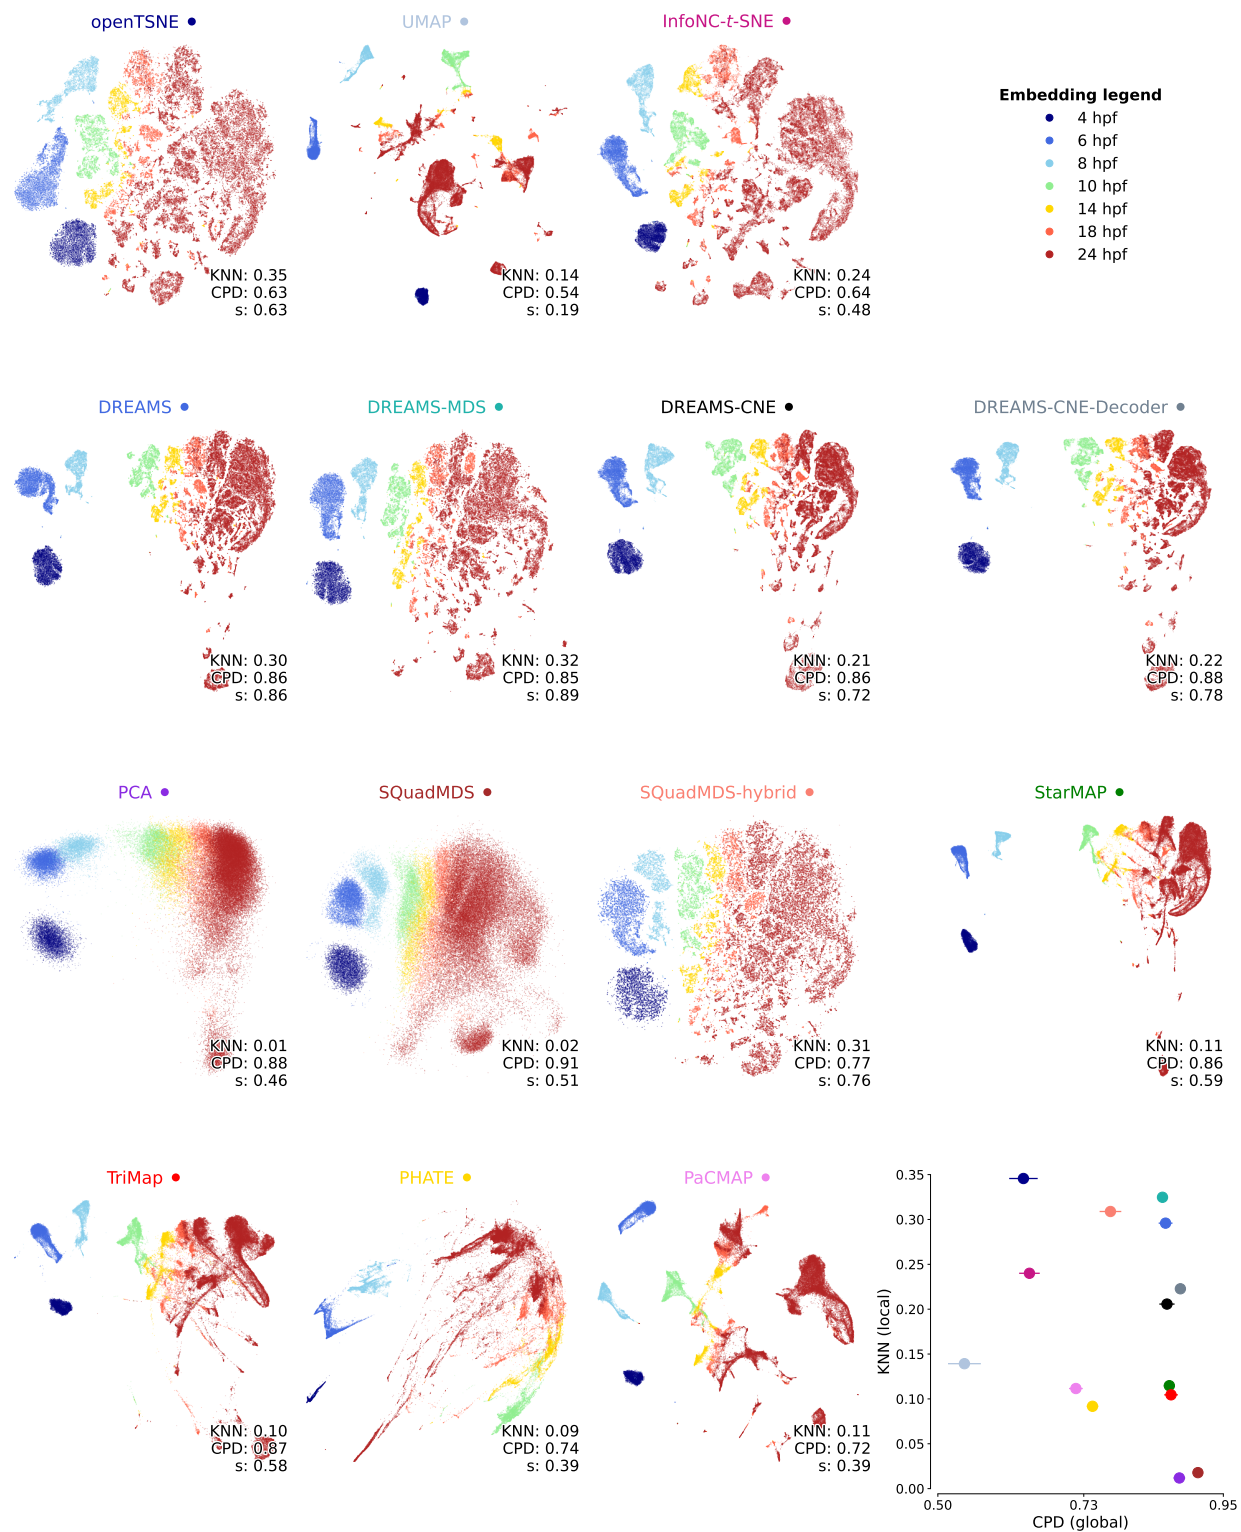 openTSNE
UMAP
InfoNC-t-SNE
Embedding legend
4 hpf
6 hpf
8 hpf
10 hpf
14 hpf
18 hpf
24 hpf
KNN: 0.35
CPD: 0.63
s: 0.63
KNN: 0.14
CPD: 0.54
s: 0.19
KNN: 0.24
CPD: 0.64
s: 0.48
DREAMS
DREAMS-MDS
DREAMS-CNE
DREAMS-CNE-Decoder
KNN: 0.30
CPD: 0.86
s: 0.86
KNN: 0.32
CPD: 0.85
s: 0.89
KNN: 0.21
CPD: 0.86
s: 0.72
KNN: 0.22
CPD: 0.88
s: 0.78
PCA
SQuadMDS
SQuadMDS-hybrid
StarMAP
KNN: 0.01
CPD: 0.88
s: 0.46
KNN: 0.02
CPD: 0.91
s: 0.51
KNN: 0.31
CPD: 0.77
s: 0.76
KNN: 0.11
CPD: 0.86
s: 0.59
TriMap
PHATE
PaCMAP
KNN: 0.10
CPD: 0.87
s: 0.58
KNN: 0.09
CPD: 0.74
s: 0.39
KNN: 0.11
CPD: 0.72
s: 0.39
KNN (local)
0.35
0.30
0.25
0.20
0.15
0.10
0.05
0.00
0.50
0.73
0.95
CPD (global)